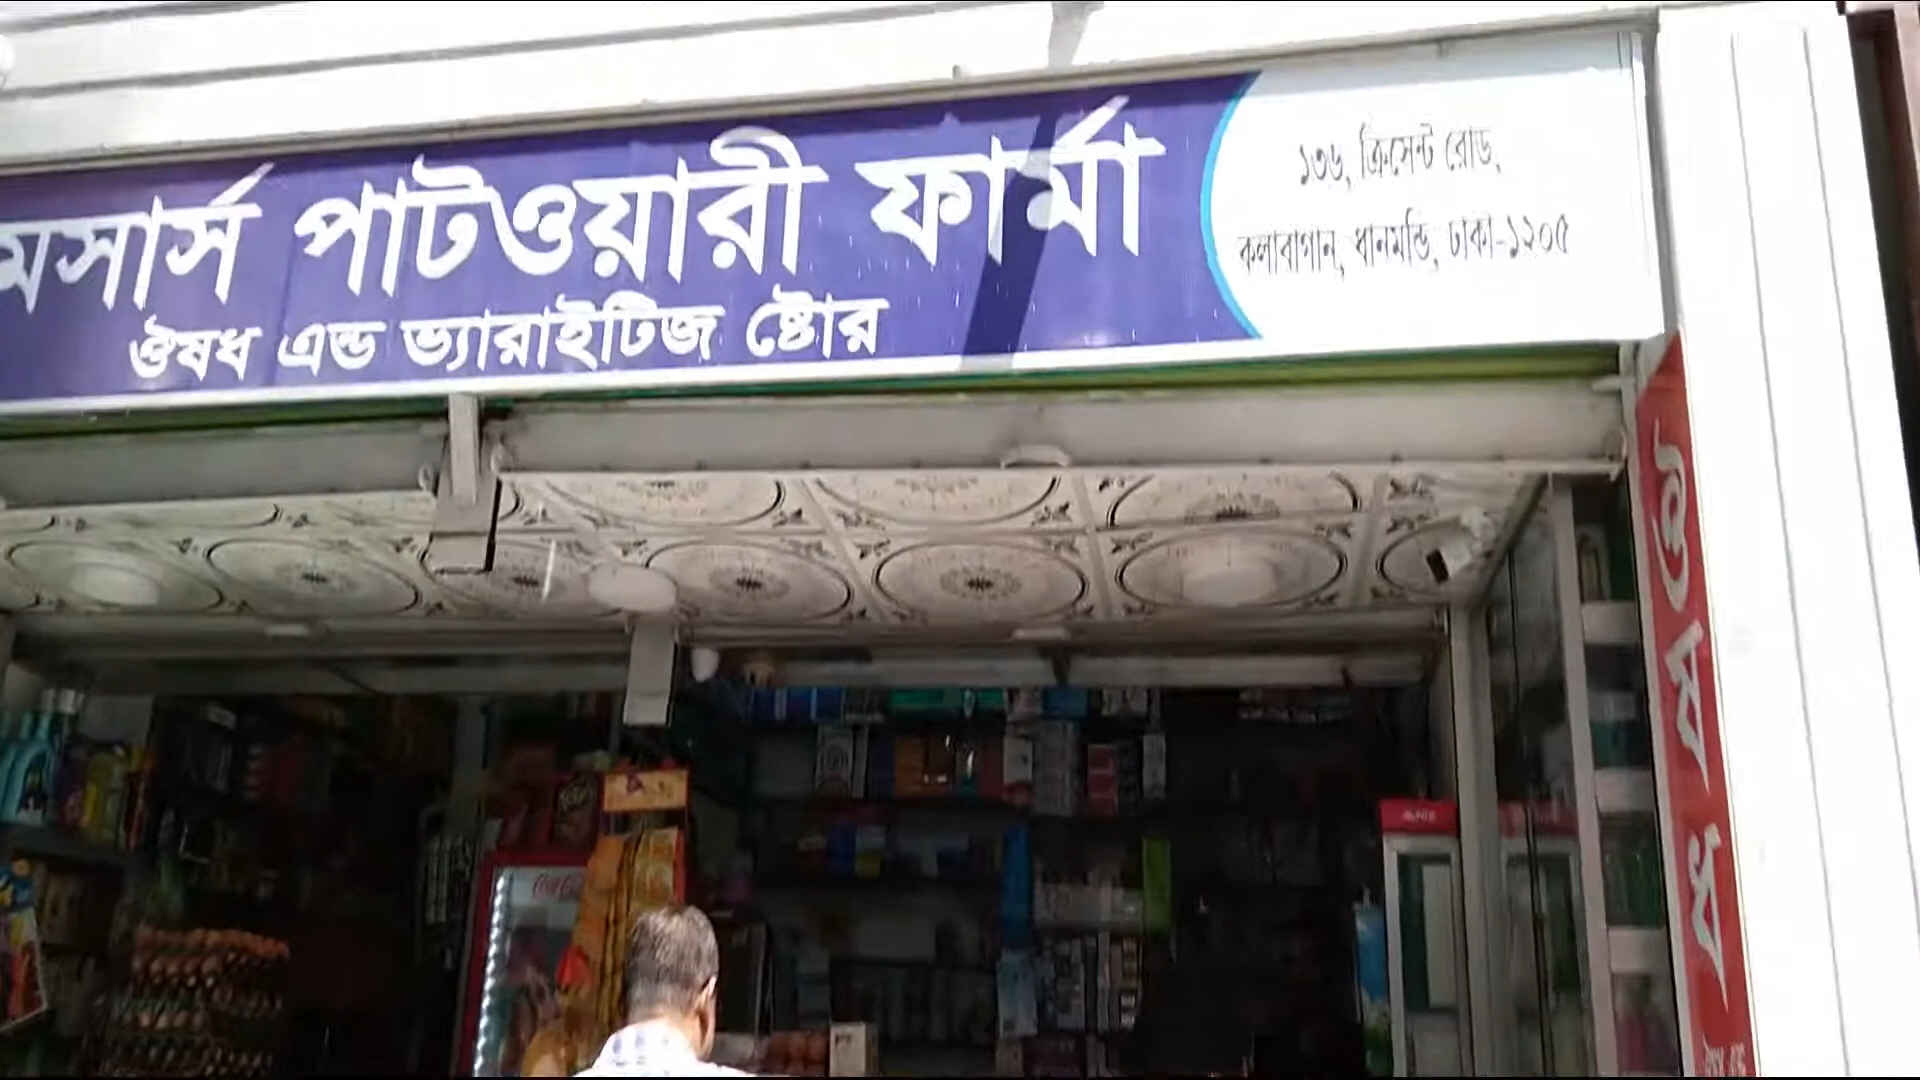 মেসার্স পাটওয়ারী ফার্মা
ঔষধ এন্ড ভ্যারাইটিজ ষ্টোর
১৩৬, ক্রিসেন্ট রোড,
কলাবাগান, ধানমন্ডি, ঢাকা-১২০৫
ঔষধ